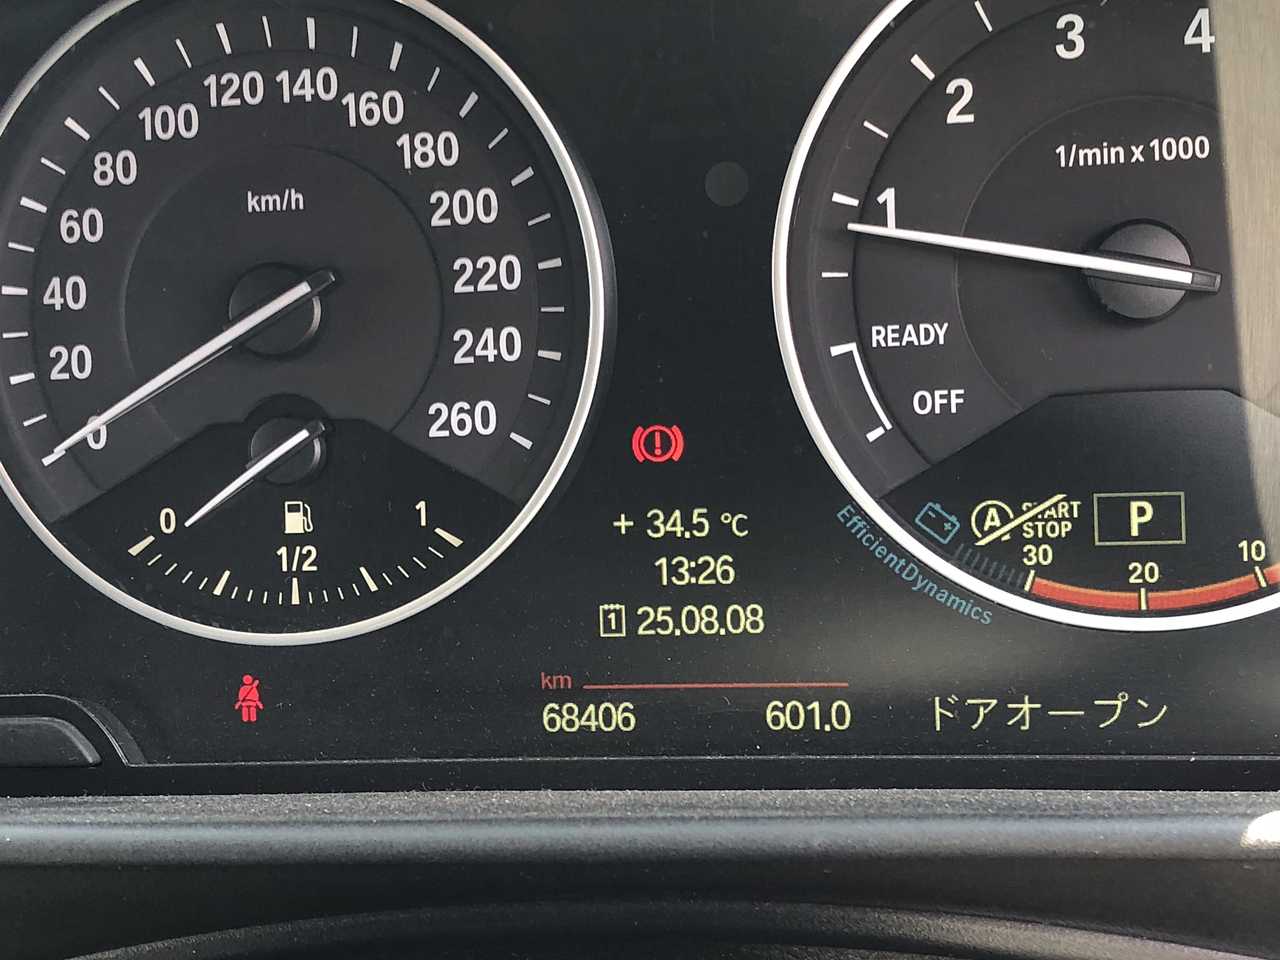 0
20
40
60
80
100
120
140
160
180
200
220
240
260
km/h
0
1/2
1
+ 34.5 °C
13:26
1 25.08.08
km
68406 601.0
1
2
3
4
1/min x 1000
READY
OFF
A START
STOP
P
30
20
10
EfficientDynamics
ドアオープン